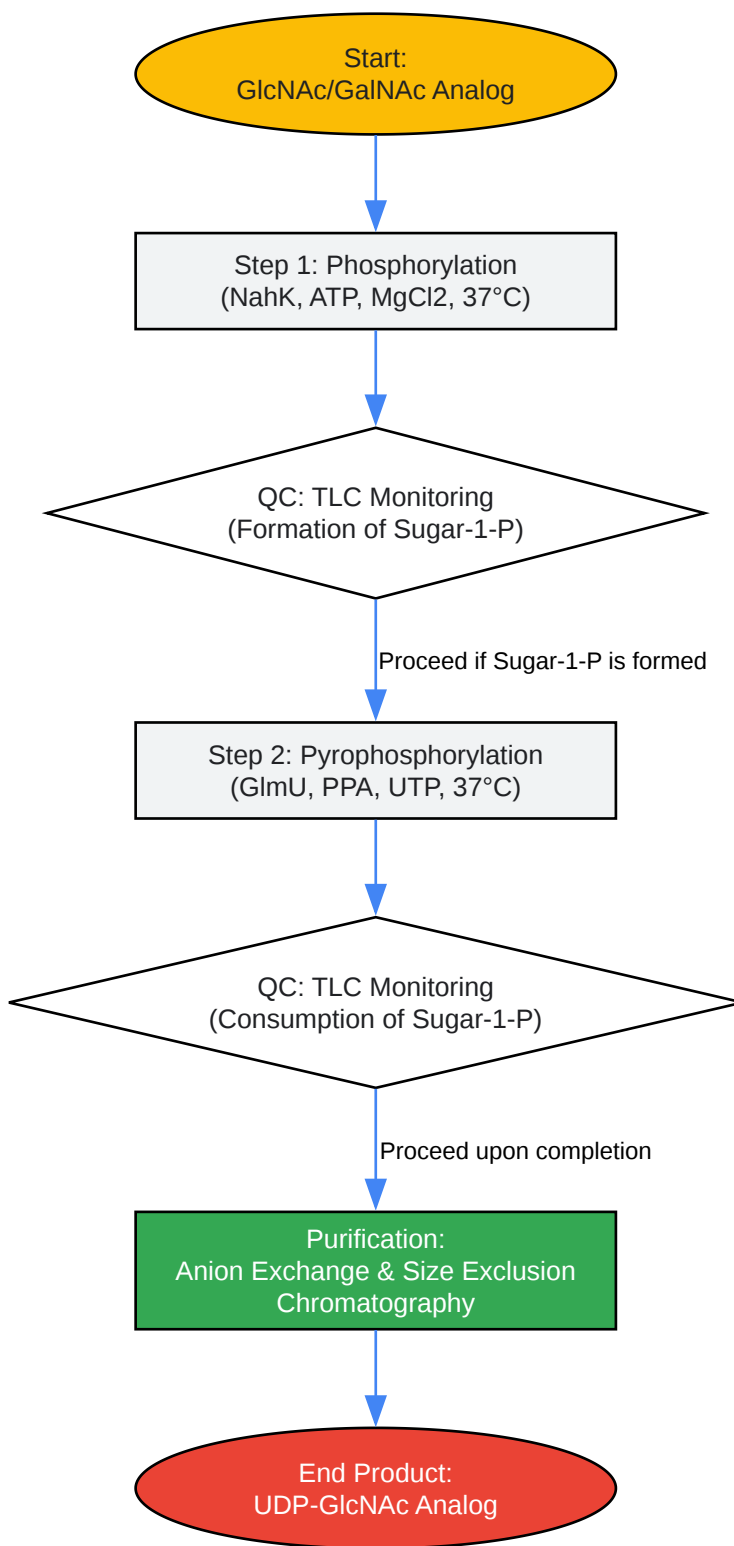 Start:
GlcNAc/GalNAc Analog
Step 1: Phosphorylation
(NahK, ATP, MgCl2, 37°C)
QC: TLC Monitoring
(Formation of Sugar-1-P)
Proceed if Sugar-1-P is formed
Step 2: Pyrophosphorylation
(GlmU, PPA, UTP, 37°C)
QC: TLC Monitoring
(Consumption of Sugar-1-P)
Proceed upon completion
Purification:
Anion Exchange & Size Exclusion
Chromatography
End Product:
UDP-GlcNAc Analog